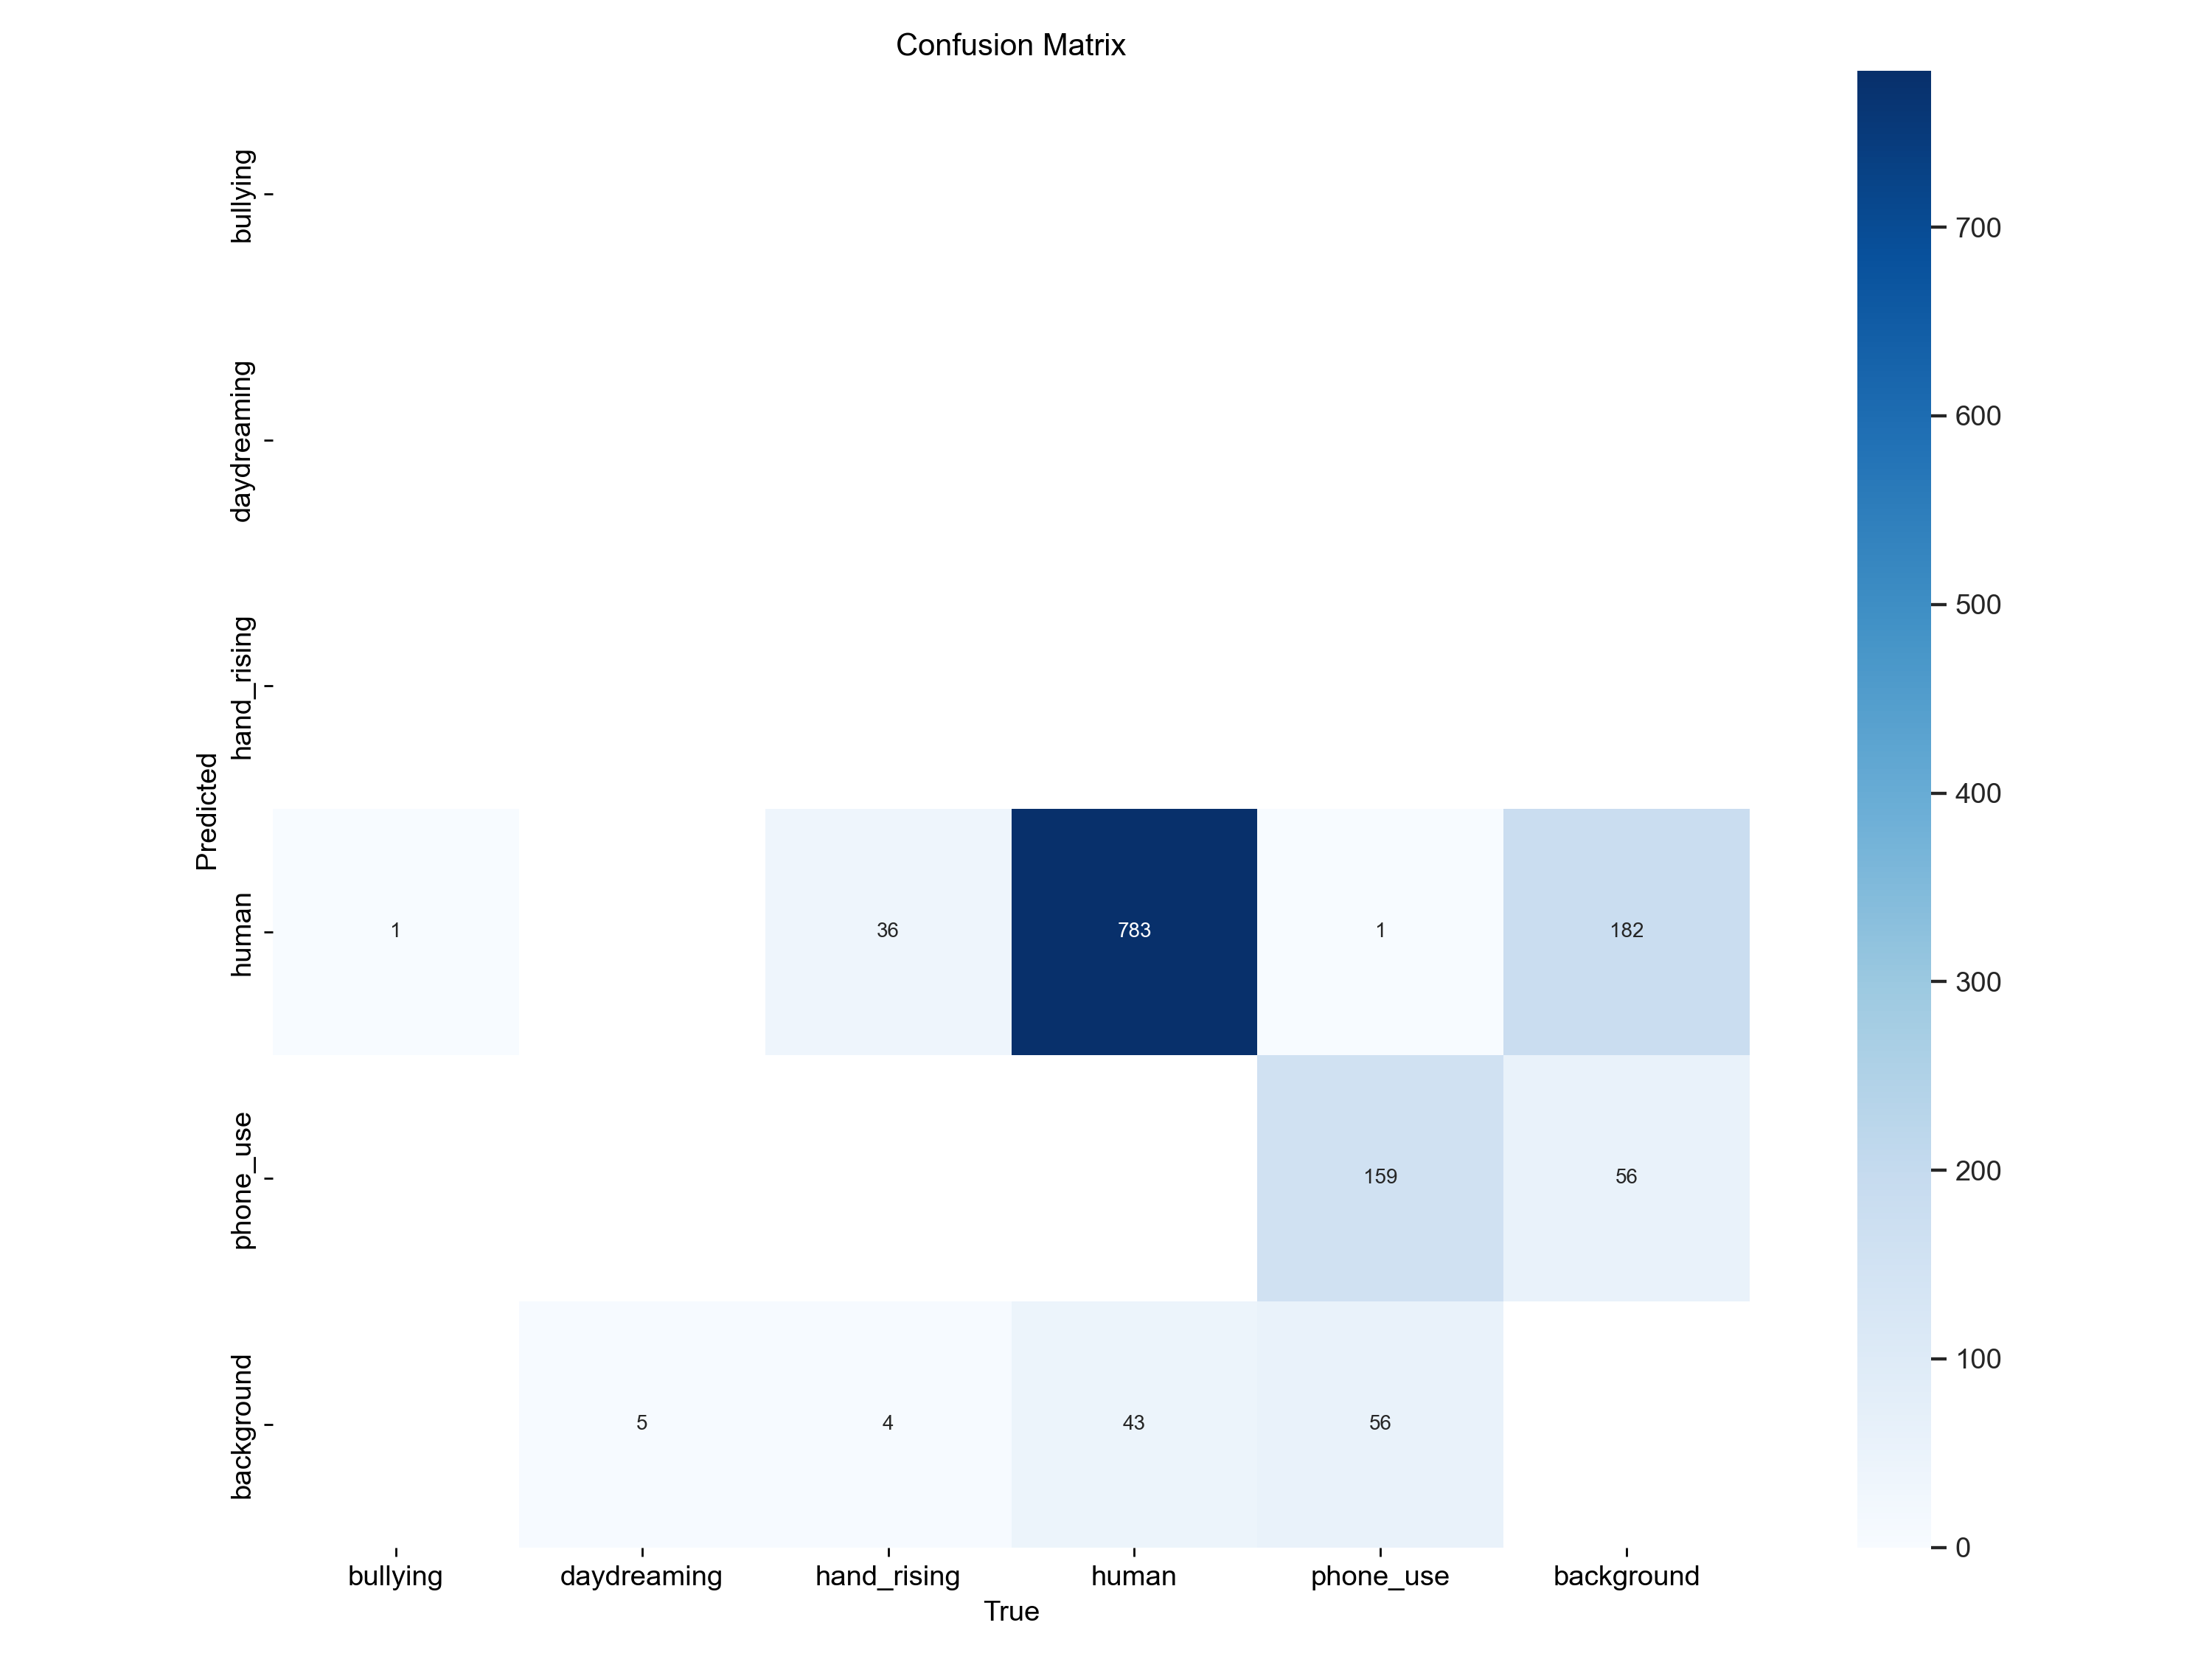 Confusion Matrix
bullying
daydreaming
hand_rising
human
phone_use
background
Predicted
1 36 783 1 182
159 56
5 4 43 56
bullying daydreaming hand_rising human phone_use background
True
700
600
500
400
300
200
100
0